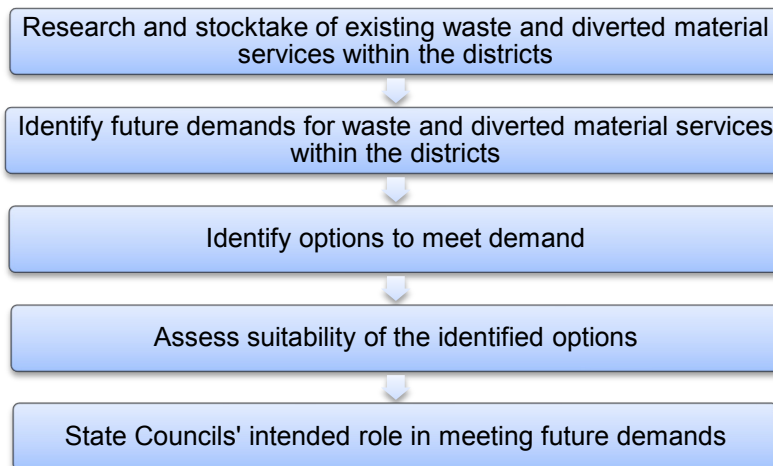 Research and stocktake of existing waste and diverted material
services within the districts
Identify future demands for waste and diverted material services
within the districts
Identify options to meet demand
Assess suitability of the identified options
State Councils' intended role in meeting future demands